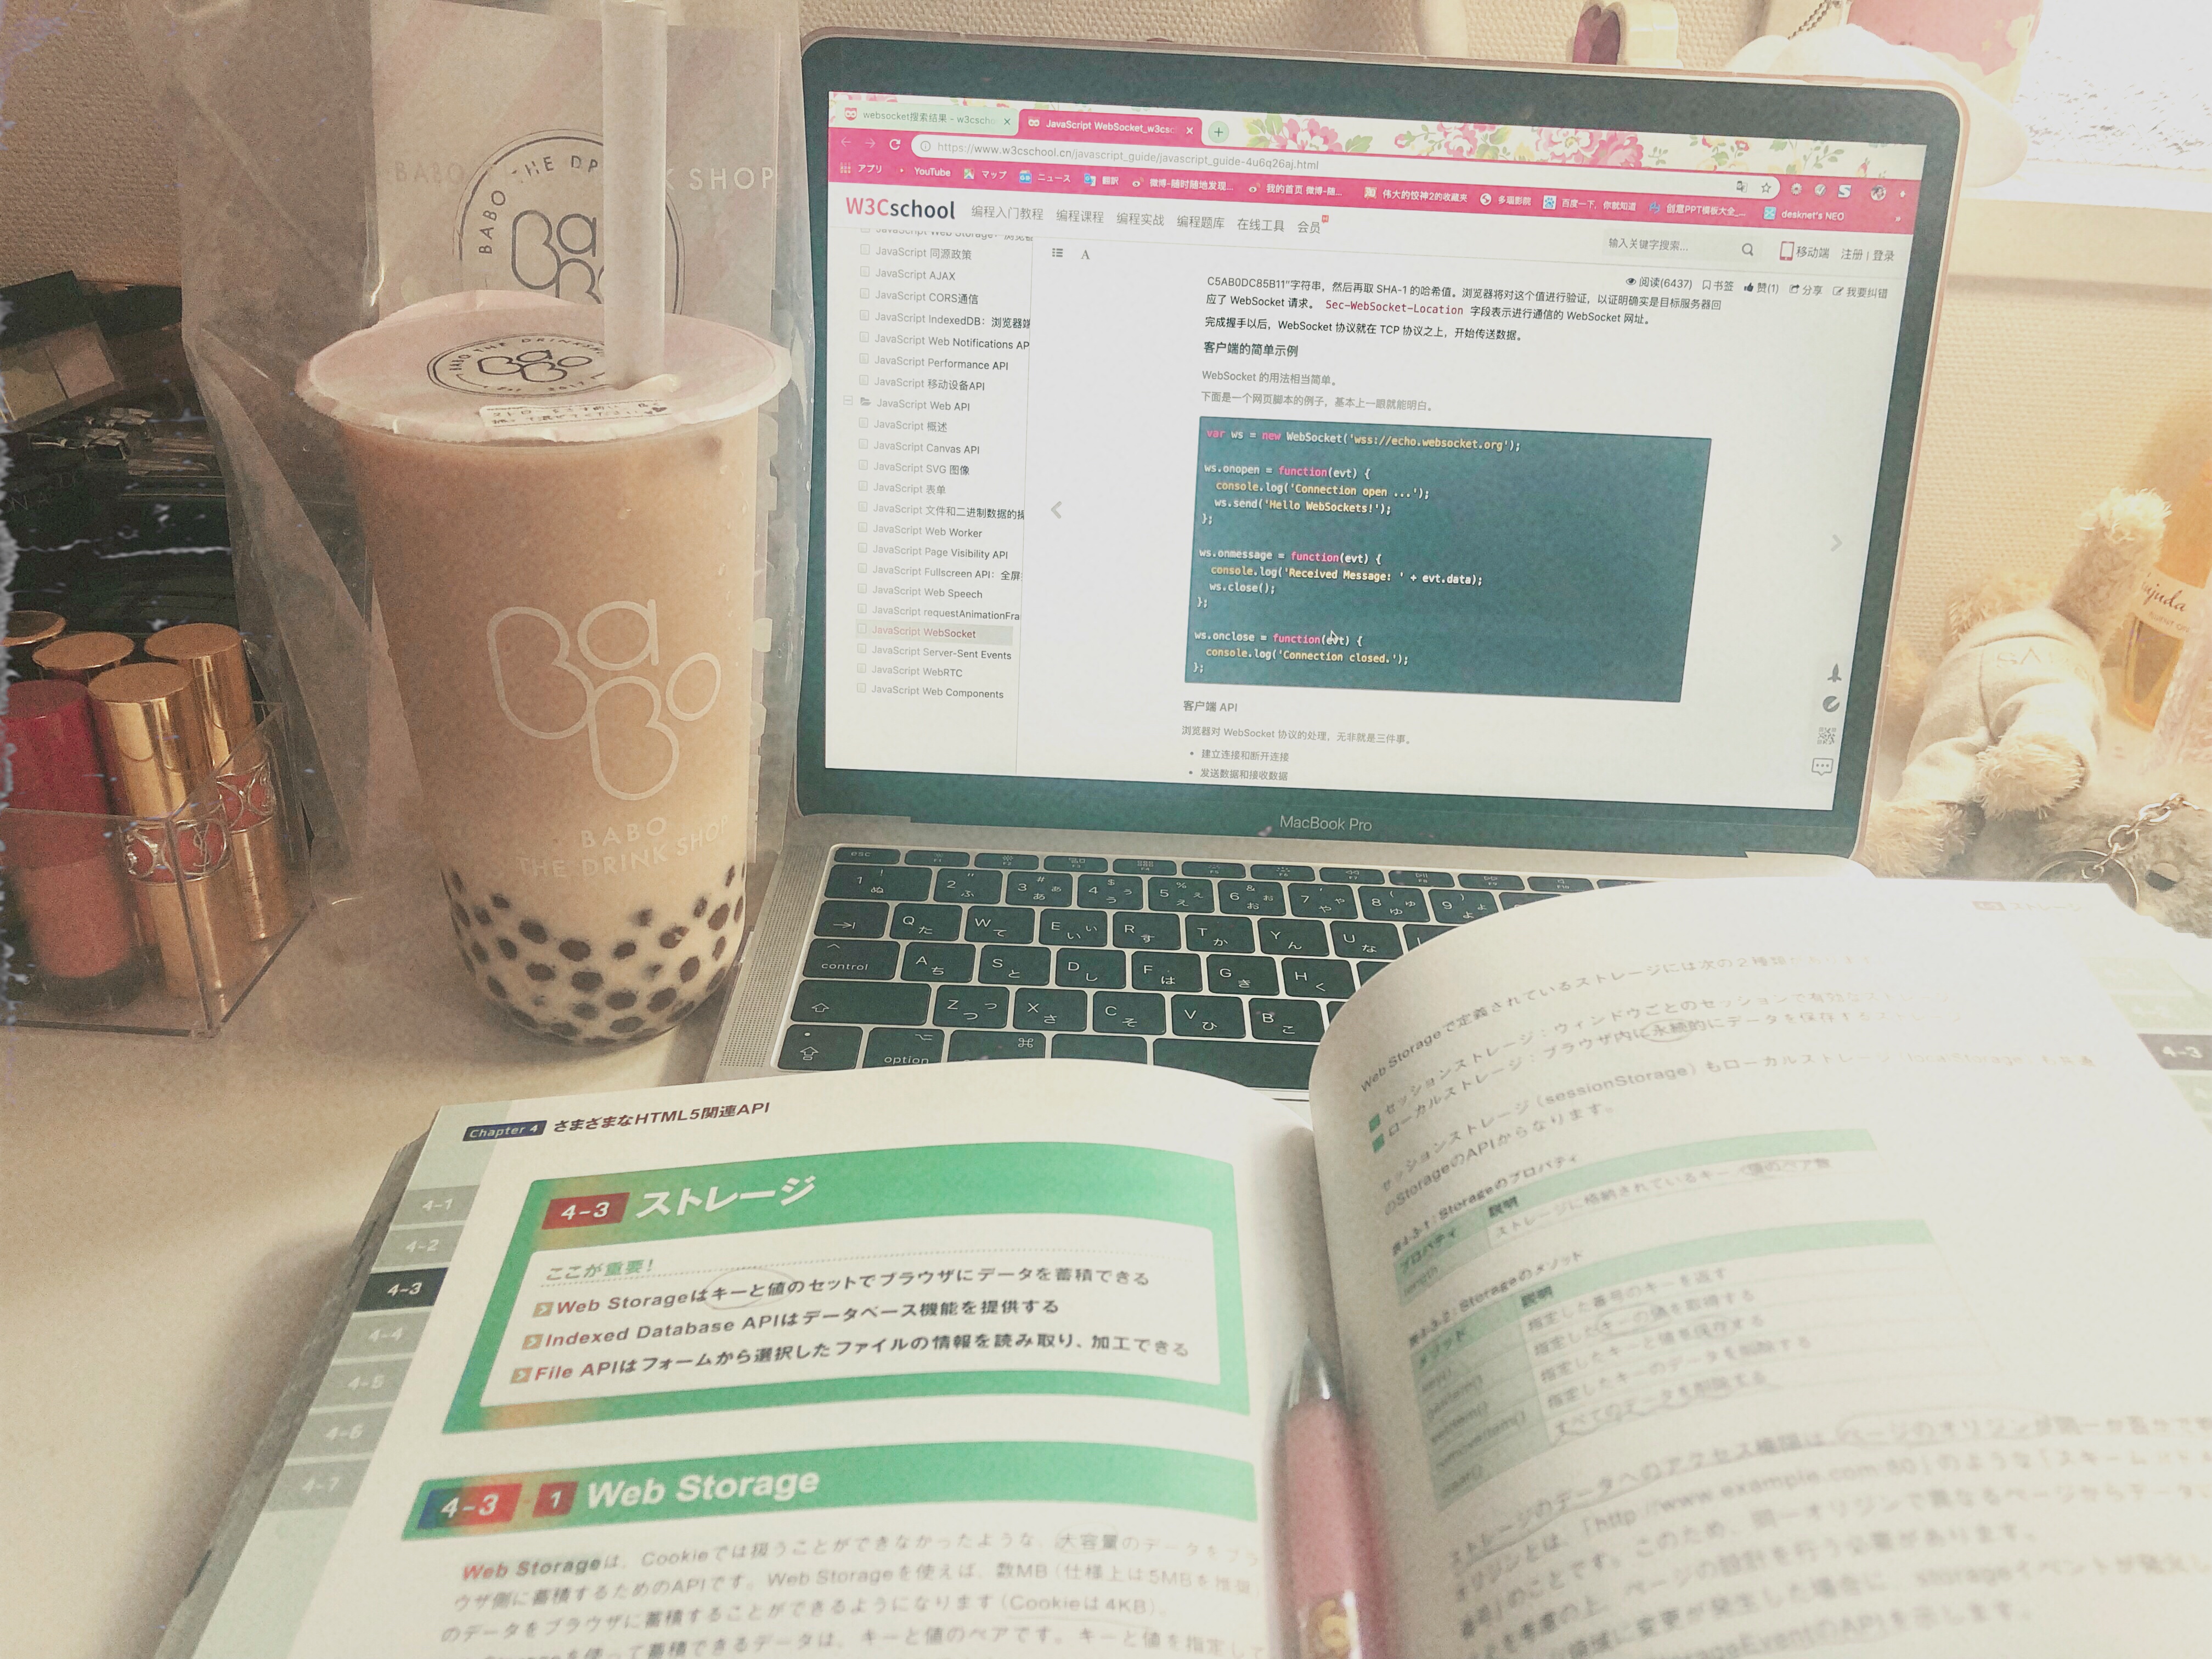 BABO THE DRINK SHOP
BaBo
BABO
THE DRINK SHOP
websocket搜索结果 - w3cscho
JavaScript WebSocket_w3csc
https://www.w3cschool.cn/javascript_guide/javascript_guide-4u6q26aj.html
アプリ YouTube マップ ニュース 翻訳 微博-随时随地发现... 我的首页 微博-随... 伟大的饺神2の收藏夹 多瑙影院 百度一下，你就知道 创意PPT模板大全_... desknet's NEO
W3Cschool 编程入门教程 编程课程 编程实战 编程题库 在线工具 会员
输入关键字搜索... 移动端 注册 | 登录
JavaScript Web Storage：浏览器
JavaScript 同源政策
JavaScript AJAX
JavaScript CORS通信
JavaScript IndexedDB：浏览器端
JavaScript Web Notifications AP
JavaScript Performance API
JavaScript 移动设备API
JavaScript Web API
JavaScript 概述
JavaScript Canvas API
JavaScript SVG 图像
JavaScript 表单
JavaScript 文件和二进制数据的操
JavaScript Web Worker
JavaScript Page Visibility API
JavaScript Fullscreen API：全屏
JavaScript Web Speech
JavaScript requestAnimationFra
JavaScript WebSocket
JavaScript Server-Sent Events
JavaScript WebRTC
JavaScript Web Components
阅读(6437) 书签 赞(1) 分享 我要纠错
C5AB0DC85B11"字符串，然后再取 SHA-1 的哈希值。浏览器将对这个值进行验证，以证明确实是目标服务器回
应了 WebSocket 请求。 Sec-WebSocket-Location 字段表示进行通信的 WebSocket 网址。
完成握手以后，WebSocket 协议就在 TCP 协议之上，开始传送数据。
客户端的简单示例
WebSocket 的用法相当简单。
下面是一个网页脚本的例子，基本上一眼就能明白。
var ws = new WebSocket('wss://echo.websocket.org');
ws.onopen = function(evt) {
console.log('Connection open ...');
ws.send('Hello WebSockets!');
};
ws.onmessage = function(evt) {
console.log('Received Message: ' + evt.data);
ws.close();
};
ws.onclose = function(evt) {
console.log('Connection closed.');
};
客户端 API
浏览器对 WebSocket 协议的处理，无非就是三件事。
建立连接和断开连接
发送数据和接收数据
MacBook Pro
esc
control
option
Chapter 4 さまざまなHTML5関連API
4-1
4-2
4-3
4-4
4-5
4-6
4-7
4-3 ストレージ
ここが重要！
Web Storageはキーと値のセットでブラウザにデータを蓄積できる
Indexed Database APIはデータベース機能を提供する
File APIはフォームから選択したファイルの情報を読み取り、加工できる
4-3 1 Web Storage
Web Storageは、Cookieでは扱うことができなかったような、大容量のデータをブラ
ウザ側に蓄積するためのAPIです。Web Storageを使えば、数MB（仕様上は5MBを推奨）
のデータをブラウザに蓄積することができるようになります（Cookieは4KB）。
を使って蓄積できるデータは、キーと値のペアです。キーと値を指定して
4-3
Web Storageで定義されているストレージには次の2種類
セッションストレージ：ウィンドウごとのセッションで有効な
ローカルストレージ：ブラウザ内に永続的にデータを保存する
セッションストレージ（sessionStorage）もローカルストレージ
のStorageのAPIからなります。
表4-3-1：Storageのプロパティ
プロパティ 説明
ストレージに格納されているキー/値のペア数
表4-3-2：Storageのメソッド
メソッド 説明
指定した番号のキーを返す
指定したキーの値を取得する
指定したキーと値を保存する
指定したキーのデータを削除する
すべてのデータを削除する
ストレージのデータへのアクセス権限は、ページのオリジンが同一か
オリジンとは、「http://www.example.com:80」のような「スキーム
のことです。このため、同一オリジンで異なるページからデータ
を考慮の上、ページの設計を行う必要があります。
領域に変更が発生した場合に、storageイベントが発
StorageEventのAPIを示します。